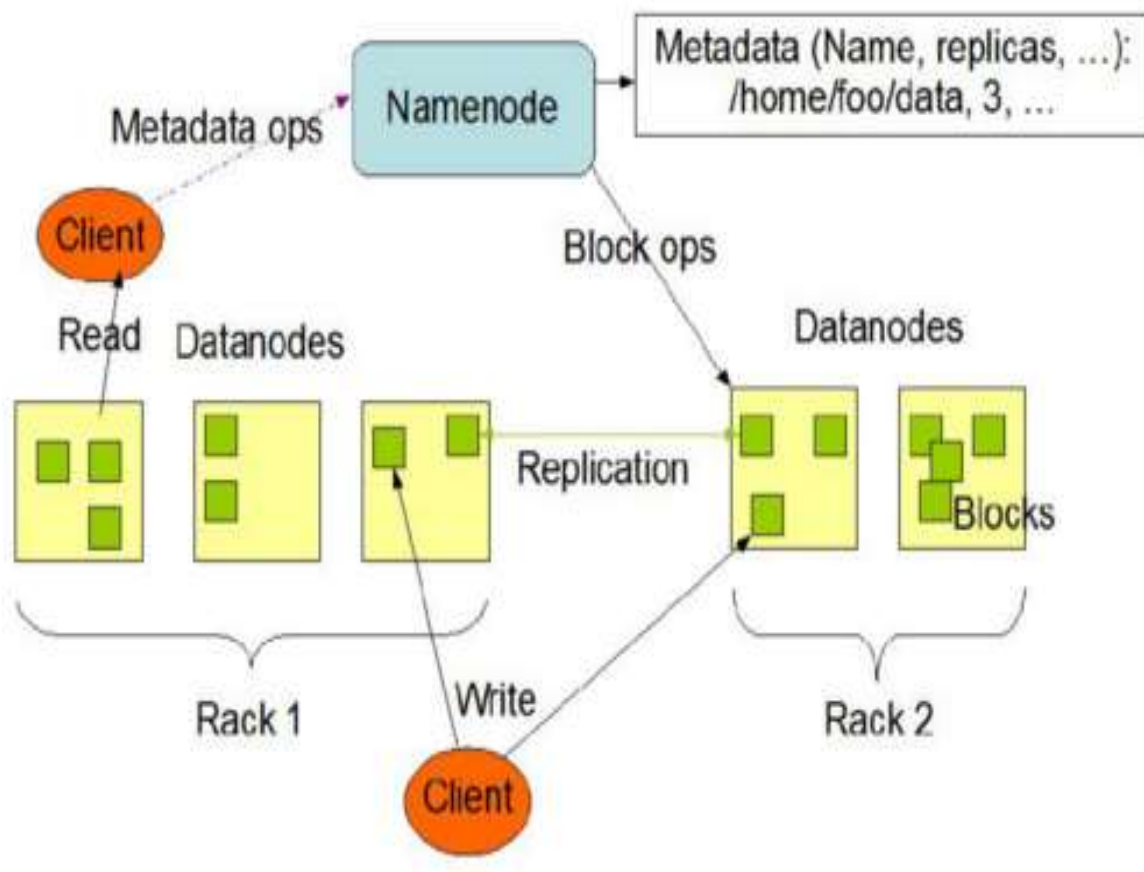 Metadata (Name, replicas, ...):
/home/foo/data, 3, ...
Namenode
Metadata ops
Client
Block ops
Read
Datanodes
Datanodes
Replication
Blocks
Rack 1
Write
Rack 2
Client